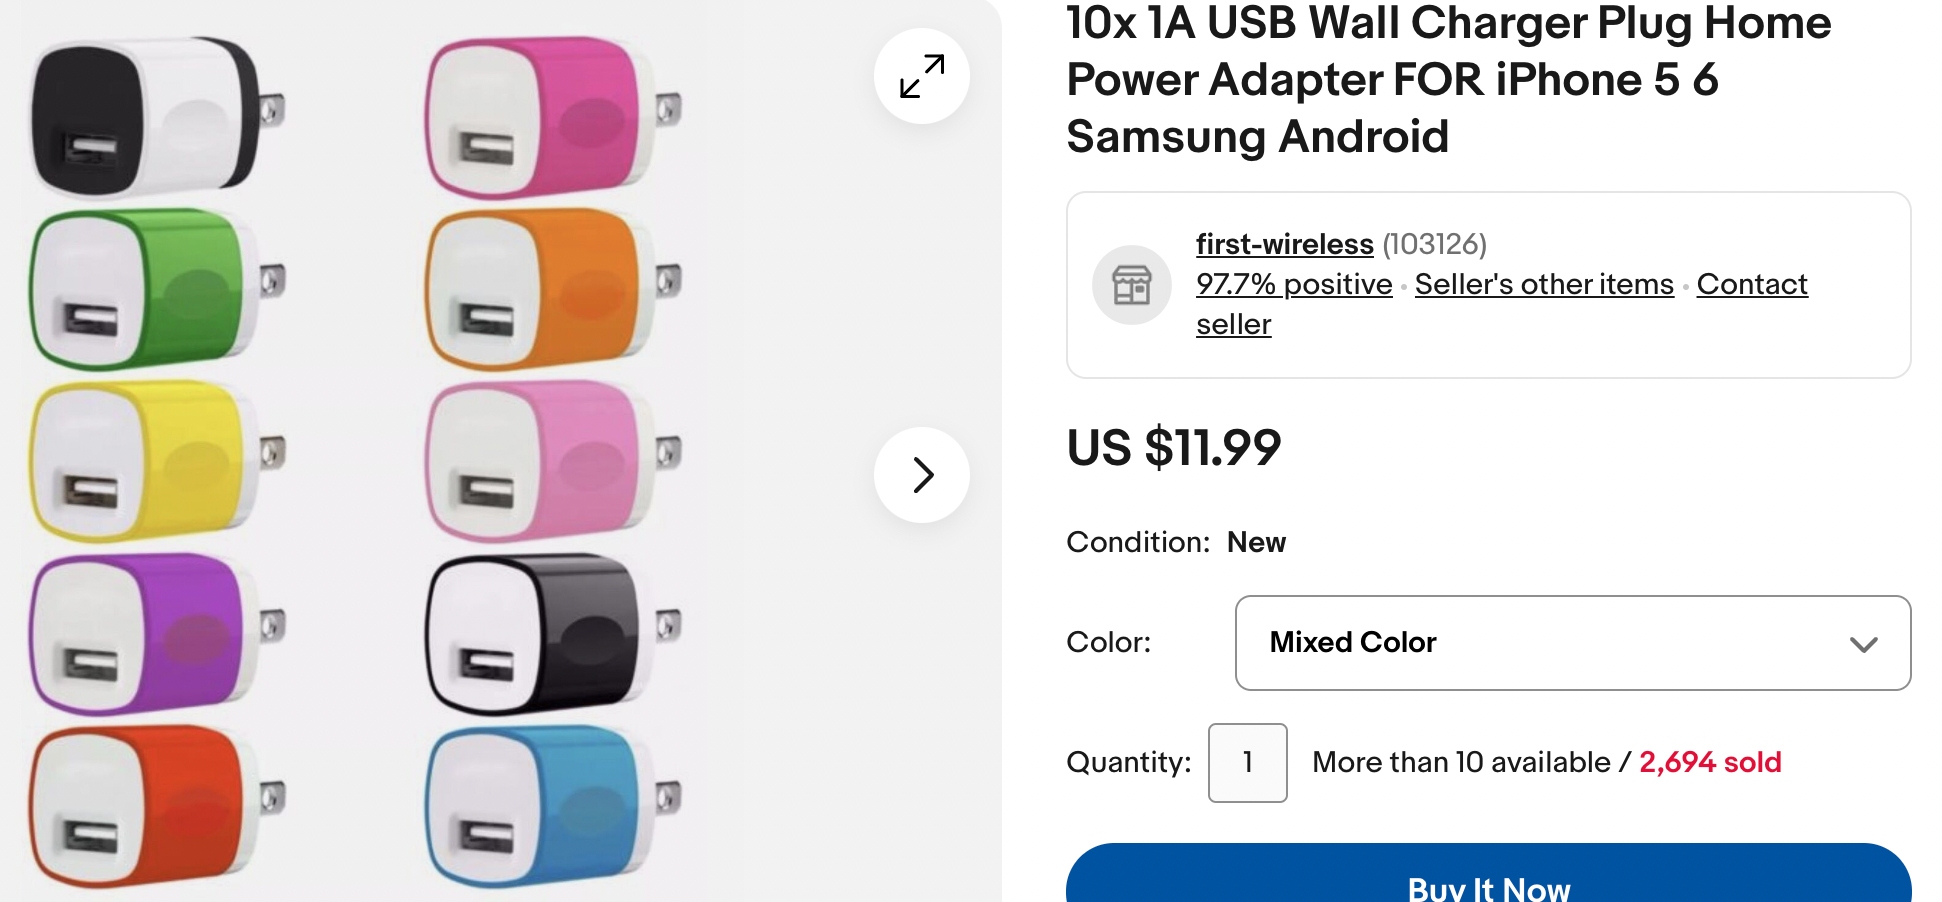 10x 1A USB Wall Charger Plug Home
Power Adapter FOR iPhone 5 6
Samsung Android
first-wireless (103126)
97.7% positive • Seller's other items • Contact
seller
US $11.99
Condition: New
Color: Mixed Color
Quantity: 1 More than 10 available / 2,694 sold
Buy It Now